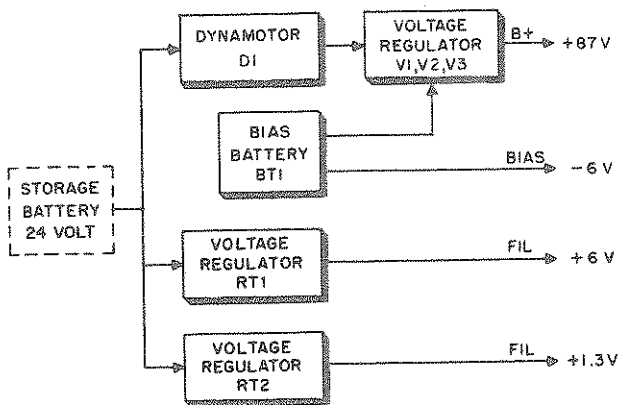 DYNAMOTOR
D1
VOLTAGE
REGULATOR
V1,V2,V3
B+
+87V
BIAS
BATTERY
BT1
BIAS
-6 V
STORAGE
BATTERY
24 VOLT
VOLTAGE
REGULATOR
RT1
FIL
+6 V
VOLTAGE
REGULATOR
RT2
FIL
+1.3V